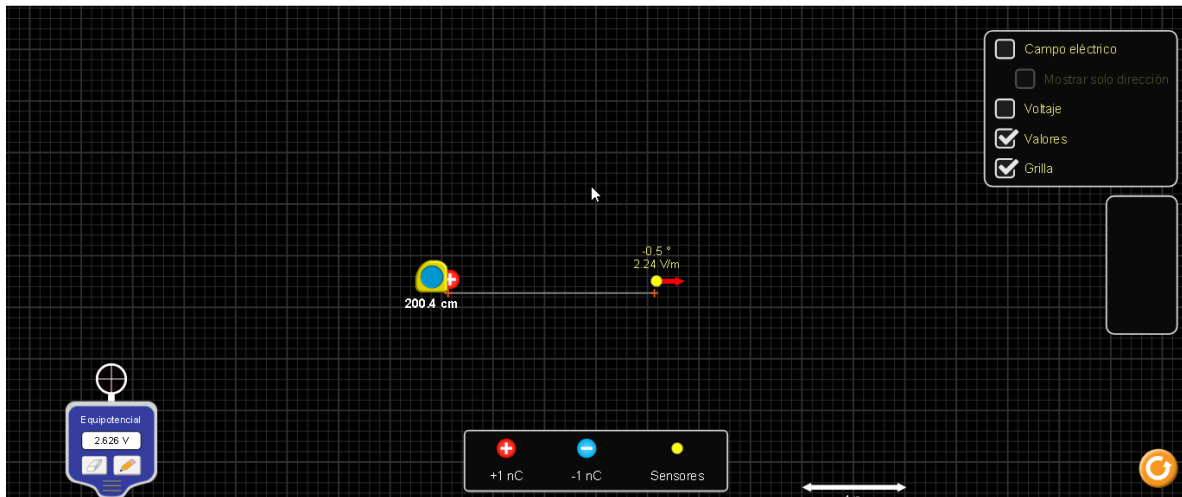 Campo eléctrico
Mostrar solo dirección
Voltaje
Valores
Grilla
-0.5 °
2.24 V/m
200.4 cm
Equipotencial
2.626 V
+1 nC
-1 nC
Sensores